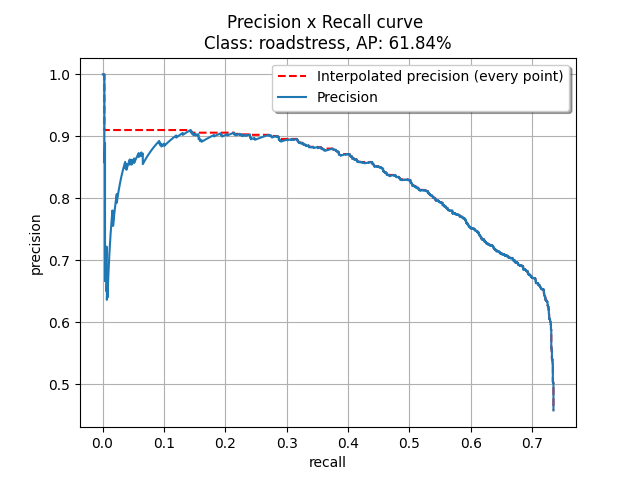 Precision x Recall curve
Class: roadstress, AP: 61.84%
Interpolated precision (every point)
Precision
1.0
0.9
0.8
0.7
0.6
0.5
precision
0.0 0.1 0.2 0.3 0.4 0.5 0.6 0.7
recall